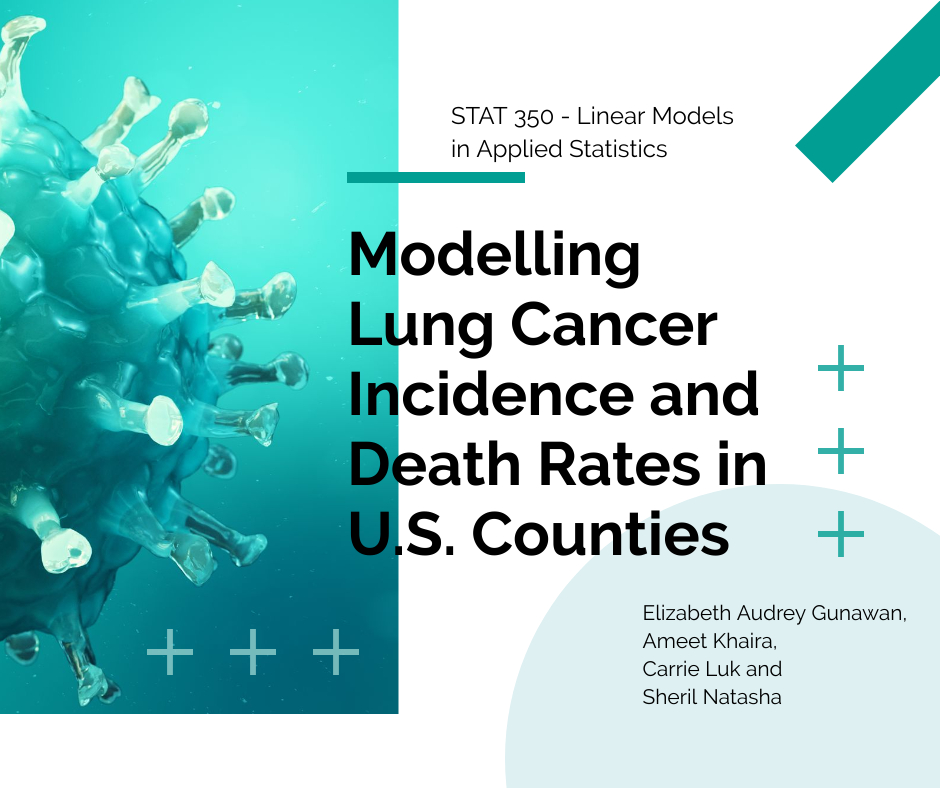 STAT 350 - Linear Models
in Applied Statistics
Modelling
Lung Cancer
Incidence and
Death Rates in
U.S. Counties
Elizabeth Audrey Gunawan,
Ameet Khaira,
Carrie Luk and
Sheril Natasha